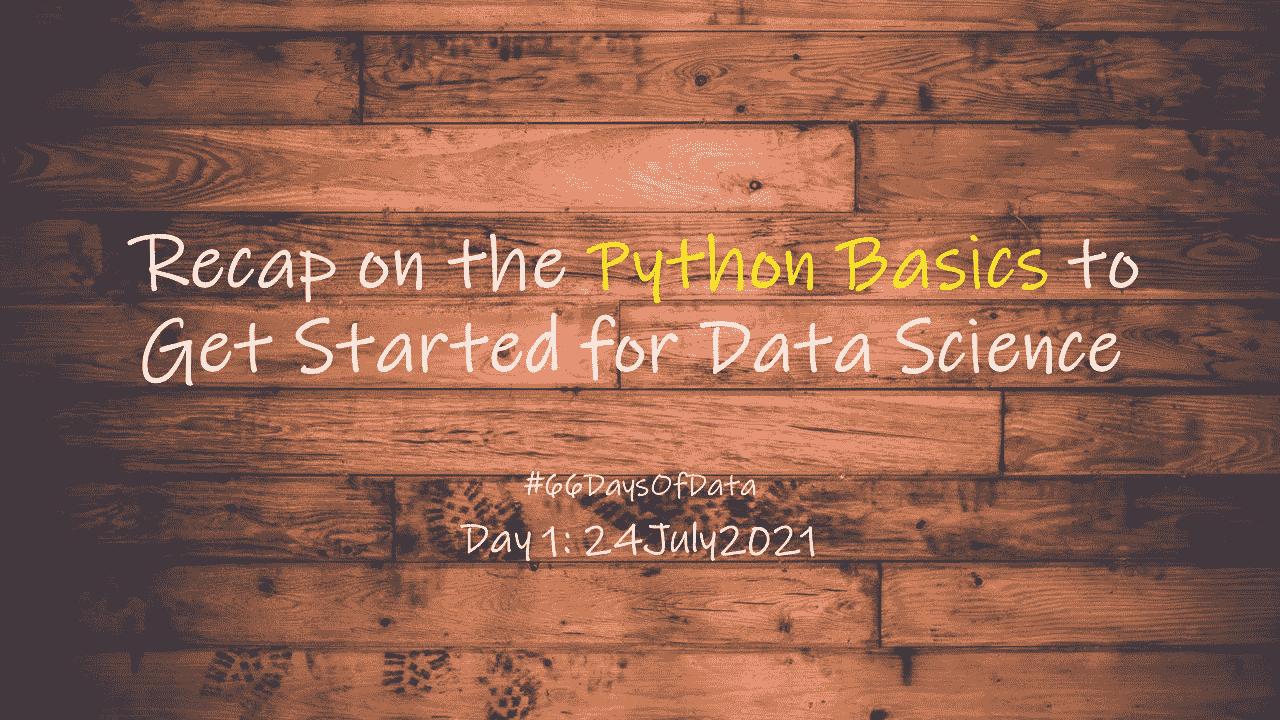 Recap on the Python Basics to
Get Started for Data Science
#66DaysOfData
Day 1: 24July2021